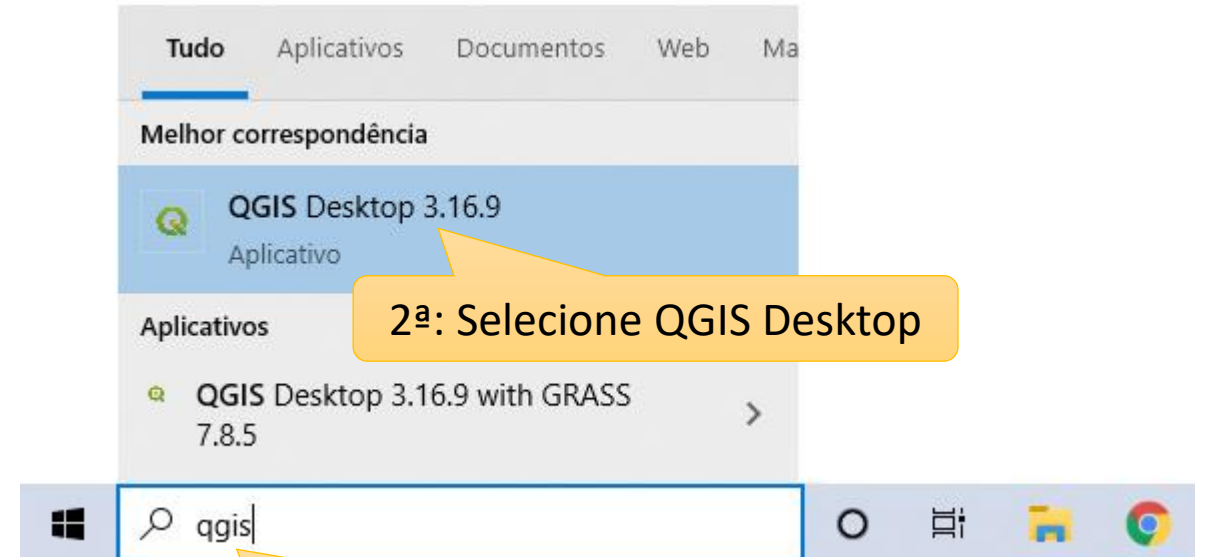 Tudo Aplicativos Documentos Web Ma
Melhor correspondência
QGIS Desktop 3.16.9
Aplicativo
2ª: Selecione QGIS Desktop
Aplicativos
QGIS Desktop 3.16.9 with GRASS
7.8.5
qgis